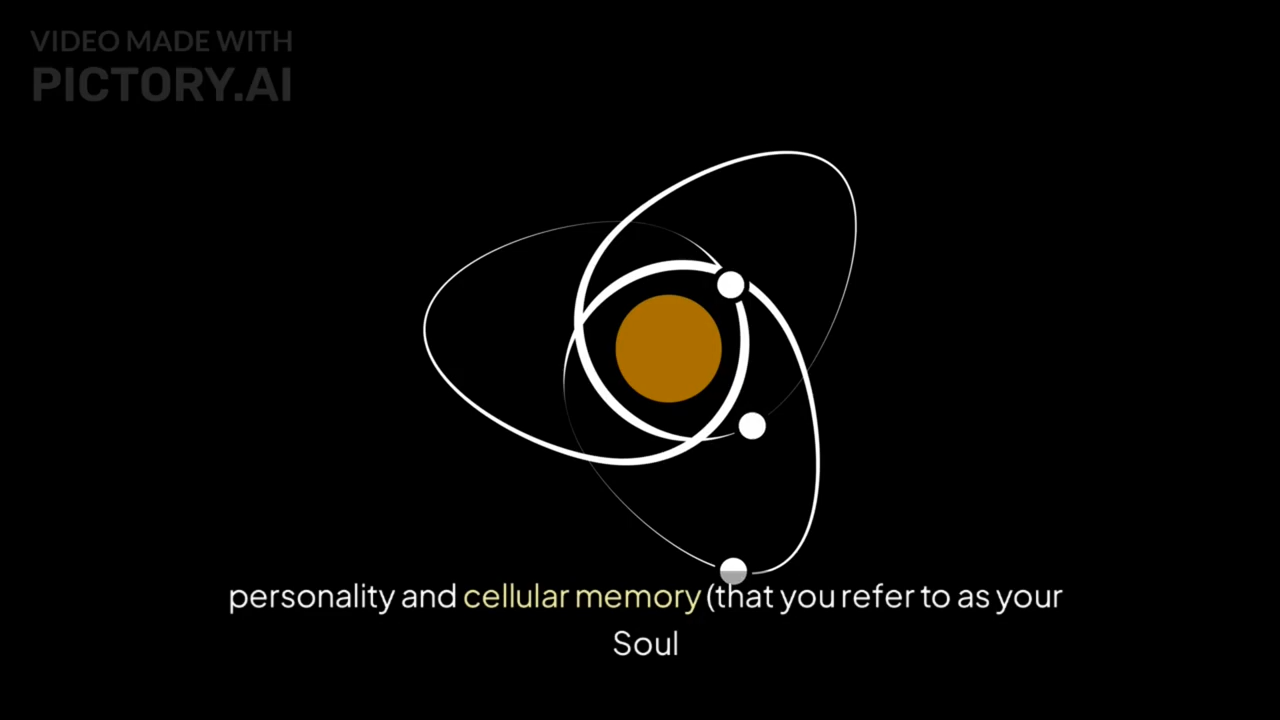 VIDEO MADE WITH
PICTORY.AI
personality and cellular memory (that you refer to as your
Soul